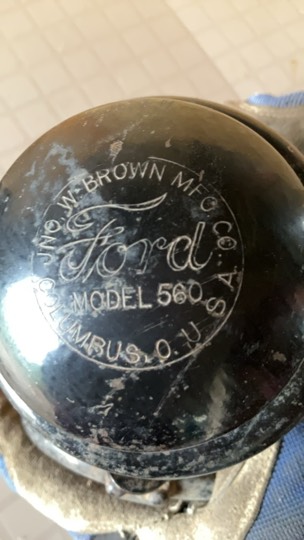 JNO. W. BROWN MFG. CO.
Ford
MODEL 560
COLUMBUS, O. U. S. A.